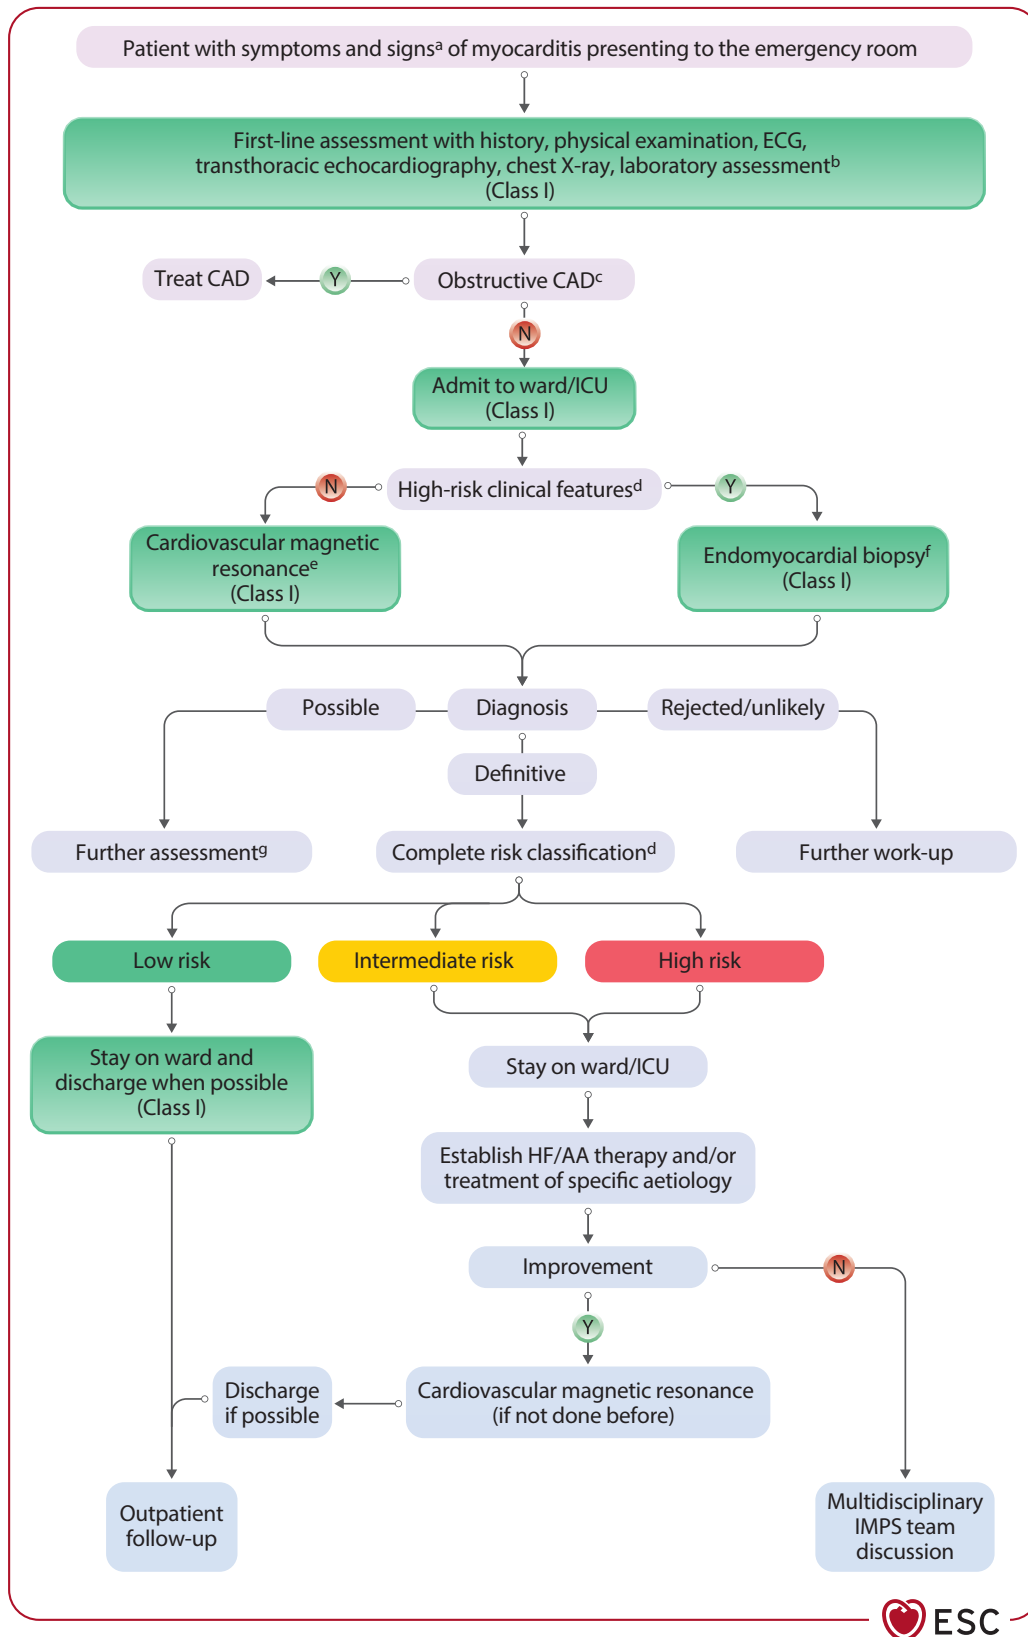 Patient with symptoms and signsᵃ of myocarditis presenting to the emergency room
First-line assessment with history, physical examination, ECG,
transthoracic echocardiography, chest X-ray, laboratory assessmentᵇ
(Class I)
Treat CAD
Y
Obstructive CADᶜ
N
Admit to ward/ICU
(Class I)
N
High-risk clinical featuresᵈ
Y
Cardiovascular magnetic
resonanceᵉ
(Class I)
Endomyocardial biopsyᶠ
(Class I)
Possible
Diagnosis
Rejected/unlikely
Definitive
Further assessmentᵍ
Complete risk classificationᵈ
Further work-up
Low risk
Intermediate risk
High risk
Stay on ward and
discharge when possible
(Class I)
Stay on ward/ICU
Establish HF/AA therapy and/or
treatment of specific aetiology
Improvement
N
Y
Discharge
if possible
Cardiovascular magnetic resonance
(if not done before)
Outpatient
follow-up
Multidisciplinary
IMPS team
discussion
ESC